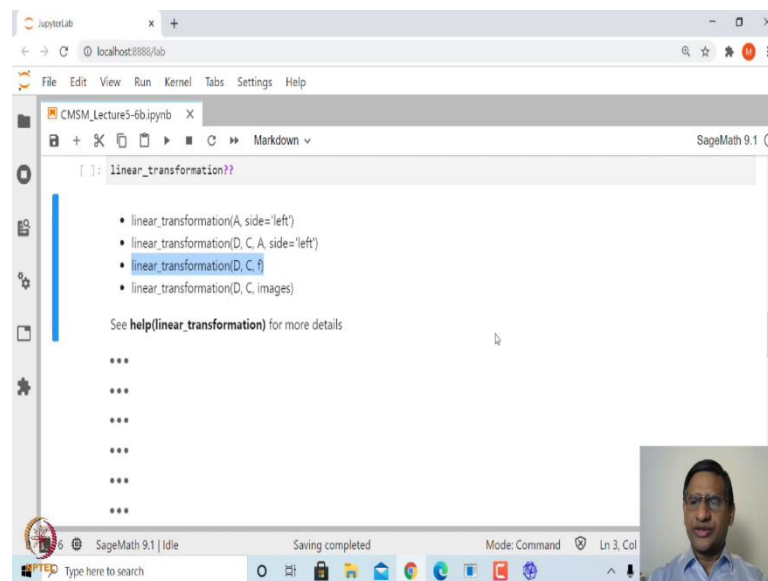 JupyterLab
localhost:8888/lab
M
File Edit View Run Kernel Tabs Settings Help
CMSM_Lecture5-6b.ipynb
Markdown
SageMath 9.1
[ ]: linear_transformation??
• linear_transformation(A, side='left')
• linear_transformation(D, C, A, side='left')
• linear_transformation(D, C, f)
• linear_transformation(D, C, images)
See help(linear_transformation) for more details
6 SageMath 9.1 | Idle Saving completed Mode: Command Ln 3, Col
NPTEL
Type here to search